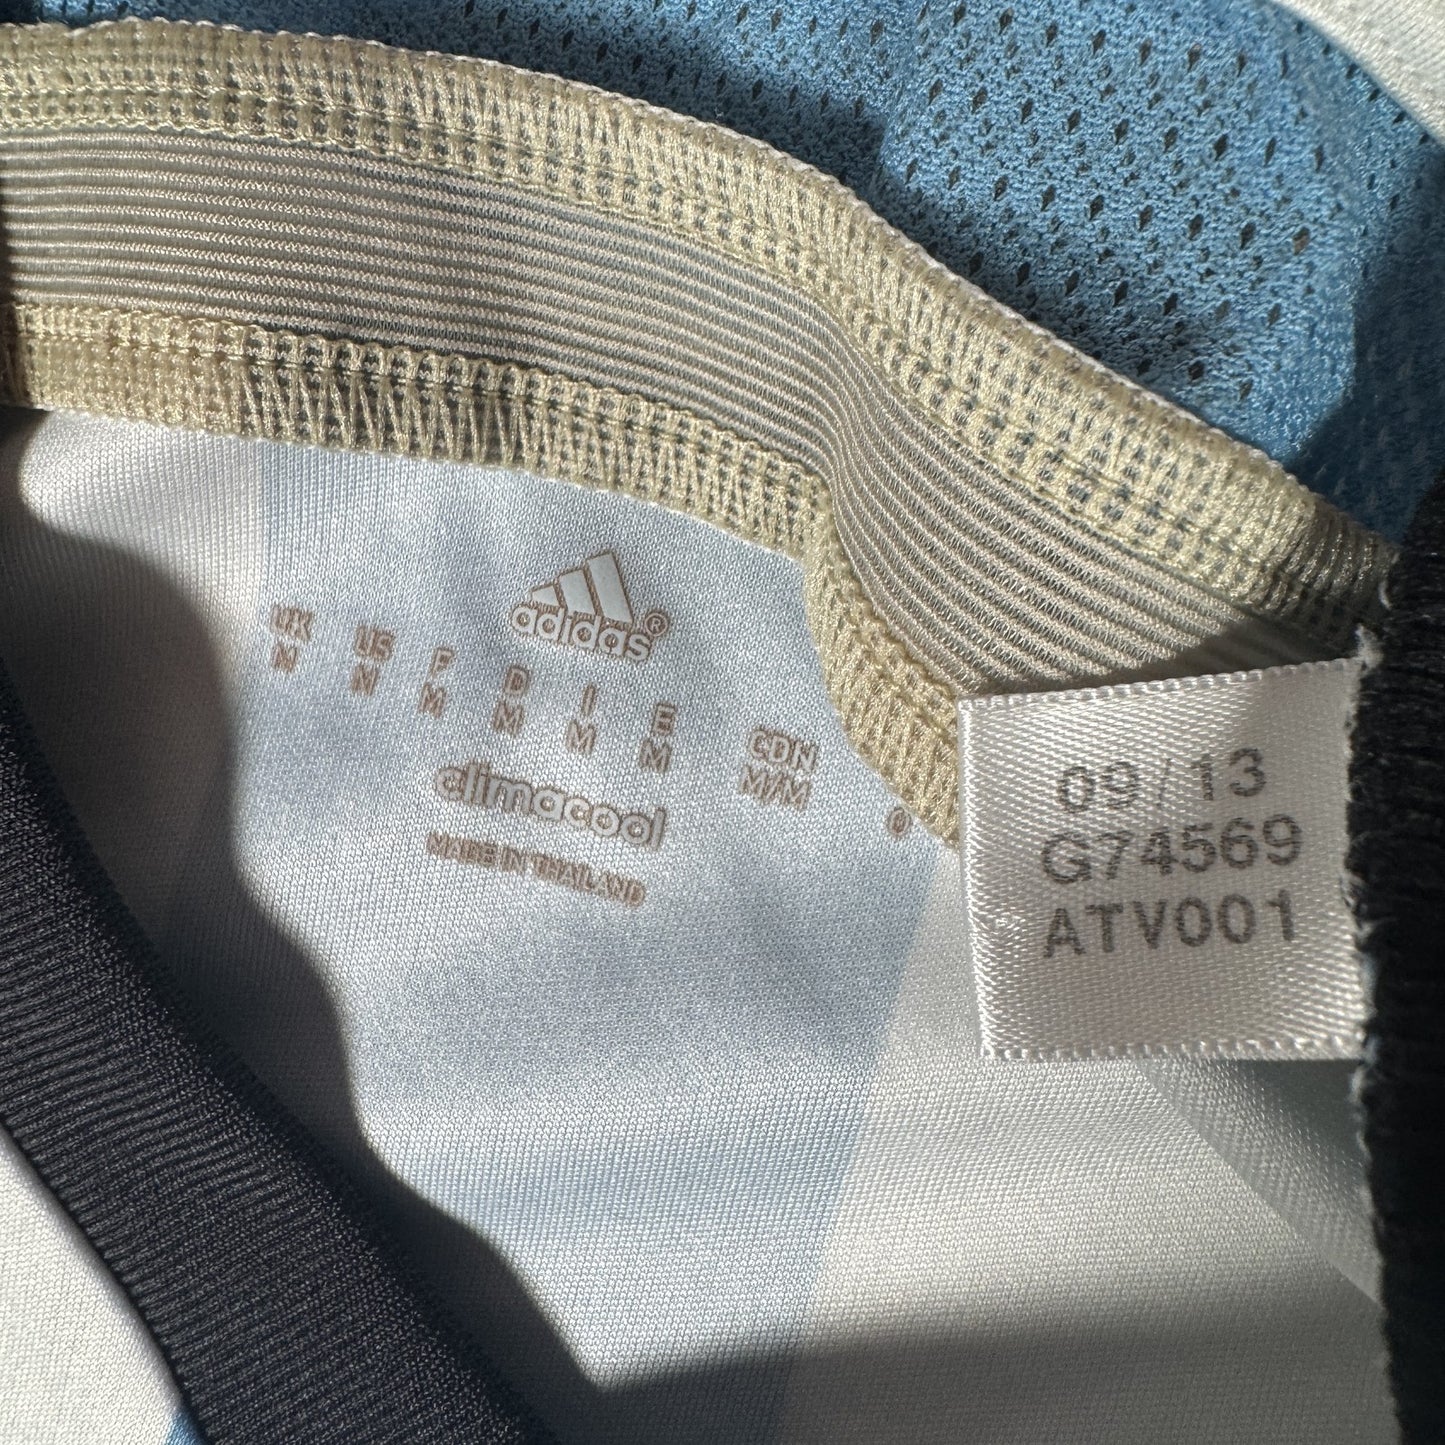 adidas®
UK US F D I E CDN
M M M M M M M/M
climacool
MADE IN THAILAND
09/13
G74569
ATV001